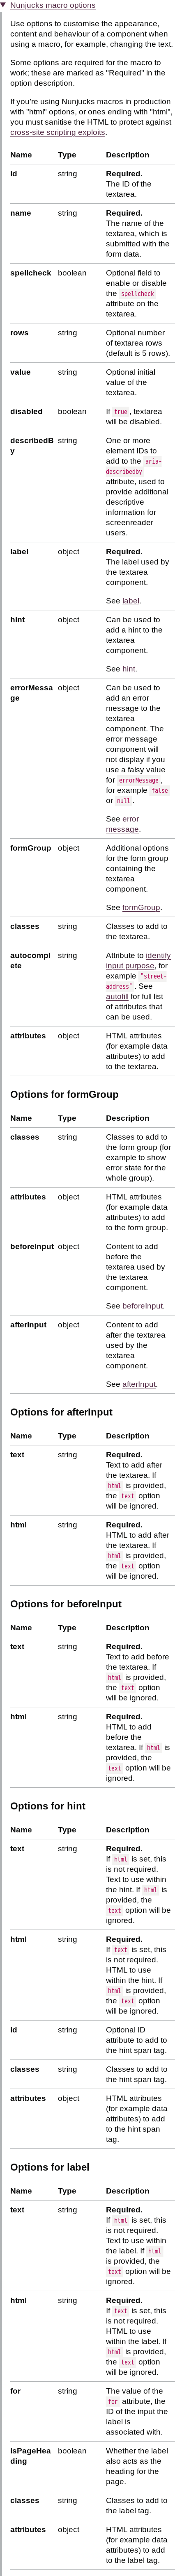 ▼ Nunjucks macro options
Use options to customise the appearance,
content and behaviour of a component when
using a macro, for example, changing the text.
Some options are required for the macro to
work; these are marked as "Required" in the
option description.
If you're using Nunjucks macros in production
with "html" options, or ones ending with "html",
you must sanitise the HTML to protect against
cross-site scripting exploits.
Name Type Description
id string Required.
The ID of the
textarea.
name string Required.
The name of the
textarea, which is
submitted with the
form data.
spellcheck boolean Optional field to
enable or disable
the spellcheck
attribute on the
textarea.
rows string Optional number
of textarea rows
(default is 5 rows).
value string Optional initial
value of the
textarea.
disabled boolean If true, textarea
will be disabled.
describedB string One or more
y element IDs to
add to the aria-
describedby
attribute, used to
provide additional
descriptive
information for
screenreader
users.
label object Required.
The label used by
the textarea
component.
See label.
hint object Can be used to
add a hint to the
textarea
component.
See hint.
errorMessa object Can be used to
ge add an error
message to the
textarea
component. The
error message
component will
not display if you
use a falsy value
for errorMessage,
for example false
or null.
See error
message.
formGroup object Additional options
for the form group
containing the
textarea
component.
See formGroup.
classes string Classes to add to
the textarea.
autocompl string Attribute to identify
ete input purpose, for
example "street-
address". See
autofill for full list
of attributes that
can be used.
attributes object HTML attributes
(for example data
attributes) to add
to the textarea.
Options for formGroup
Name Type Description
classes string Classes to add to
the form group (for
example to show
error state for the
whole group).
attributes object HTML attributes
(for example data
attributes) to add
to the form group.
beforeInput object Content to add
before the
textarea used by
the textarea
component.
See beforeInput.
afterInput object Content to add
after the textarea
used by the
textarea
component.
See afterInput.
Options for afterInput
Name Type Description
text string Required.
Text to add after
the textarea. If
html is provided,
the text option
will be ignored.
html string Required.
HTML to add after
the textarea. If
html is provided,
the text option
will be ignored.
Options for beforeInput
Name Type Description
text string Required.
Text to add before
the textarea. If
html is provided,
the text option
will be ignored.
html string Required.
HTML to add
before the
textarea. If html is
provided, the
text option will be
ignored.
Options for hint
Name Type Description
text string Required.
If html is set, this
is not required.
Text to use within
the hint. If html is
provided, the
text option will be
ignored.
html string Required.
If text is set, this
is not required.
HTML to use
within the hint. If
html is provided,
the text option
will be ignored.
id string Optional ID
attribute to add to
the hint span tag.
classes string Classes to add to
the hint span tag.
attributes object HTML attributes
(for example data
attributes) to add
to the hint span
tag.
Options for label
Name Type Description
text string Required.
If html is set, this
is not required.
Text to use within
the label. If html
is provided, the
text option will be
ignored.
html string Required.
If text is set, this
is not required.
HTML to use
within the label. If
html is provided,
the text option
will be ignored.
for string The value of the
for attribute, the
ID of the input the
label is
associated with.
isPageHea boolean Whether the label
ding also acts as the
heading for the
page.
classes string Classes to add to
the label tag.
attributes object HTML attributes
(for example data
attributes) to add
to the label tag.